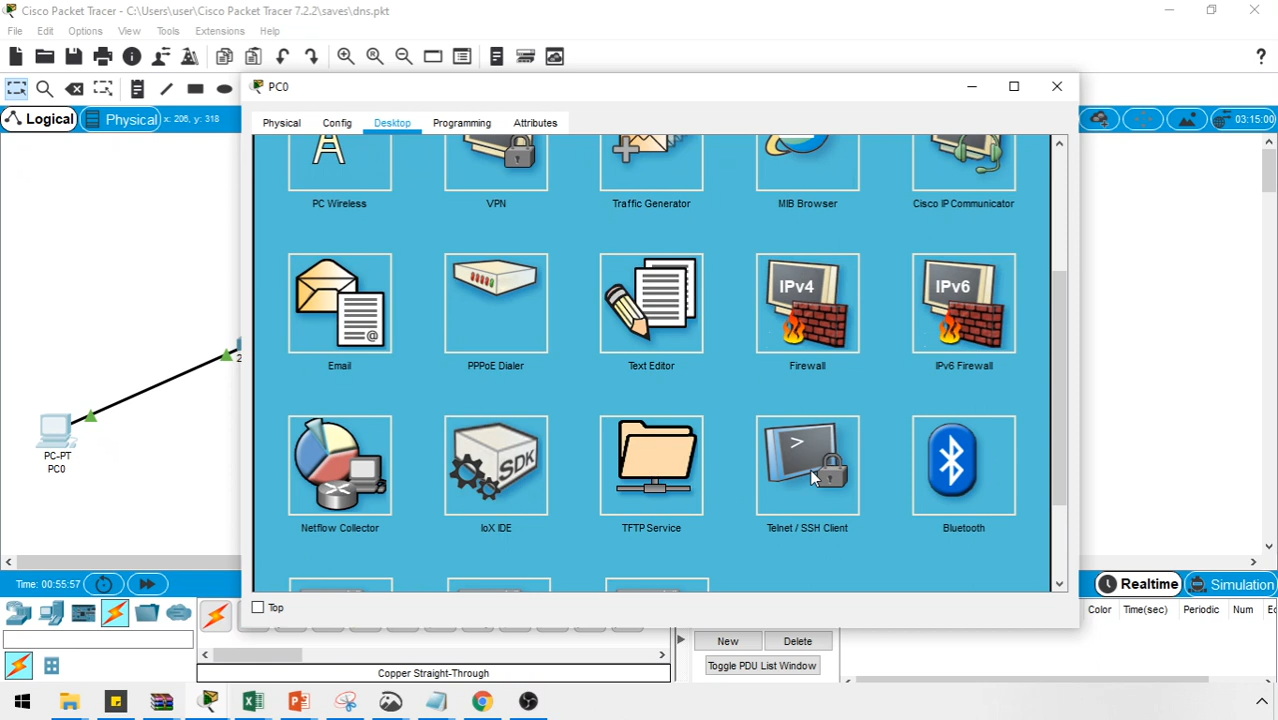 Cisco Packet Tracer - C:\Users\user\Cisco Packet Tracer 7.2.2\saves\dns.pkt
File Edit Options View Tools Extensions Help
?
PC0
Logical Physical x: 206, y: 318
03:15:00
Physical Config Desktop Programming Attributes
PC Wireless VPN Traffic Generator MIB Browser Cisco IP Communicator
IPv4 IPv6
@
Email PPPoE Dialer Text Editor Firewall IPv6 Firewall
SDK
>
Netflow Collector IoX IDE TFTP Service Telnet / SSH Client Bluetooth
2
PC-PT
PC0
Time: 00:55:57
Realtime Simulation
Top
Color Time(sec) Periodic Num
New Delete
Toggle PDU List Window
Copper Straight-Through